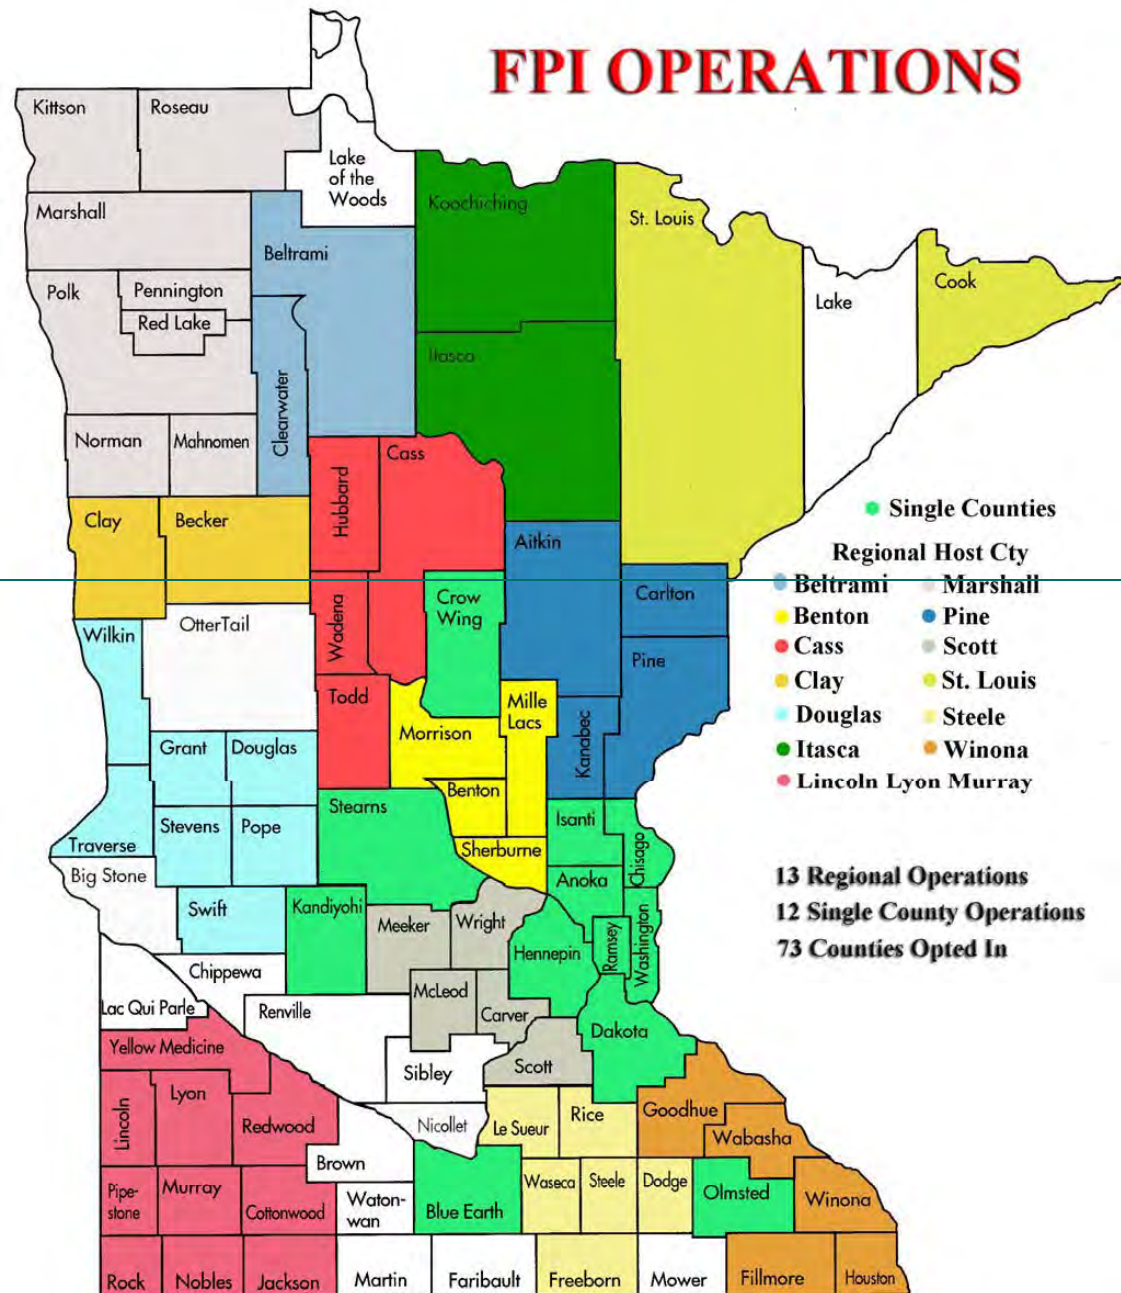 FPI OPERATIONS
Kittson
Roseau
Lake
of the
Woods
Koochiching
St. Louis
Marshall
Beltrami
Cook
Polk
Pennington
Lake
Red Lake
Itasca
Clearwater
Norman
Mahnomen
Cass
Hubbard
Clay
Becker
Aitkin
Single Counties
Regional Host Cty
Beltrami
Marshall
Benton
Pine
Cass
Scott
Clay
St. Louis
Douglas
Steele
Itasca
Winona
Lincoln Lyon Murray
13 Regional Operations
12 Single County Operations
73 Counties Opted In
Carlton
Crow
Wing
Wadena
OtterTail
Wilkin
Pine
Todd
Mille
Lacs
Morrison
Kanabec
Grant
Douglas
Benton
Stearns
Isanti
Stevens
Pope
Traverse
Sherburne
Chisago
Big Stone
Anoka
Swift
Kandiyohi
Meeker
Wright
Hennepin
Ramsey
Washington
Chippewa
Lac Qui Parle
Renville
McLeod
Carver
Dakota
Yellow Medicine
Sibley
Scott
Lincoln
Lyon
Redwood
Nicollet
Le Sueur
Rice
Goodhue
Wabasha
Brown
Pipe-
stone
Murray
Cottonwood
Waton-
wan
Blue Earth
Waseca
Steele
Dodge
Olmsted
Winona
Rock
Nobles
Jackson
Martin
Faribault
Freeborn
Mower
Fillmore
Houston